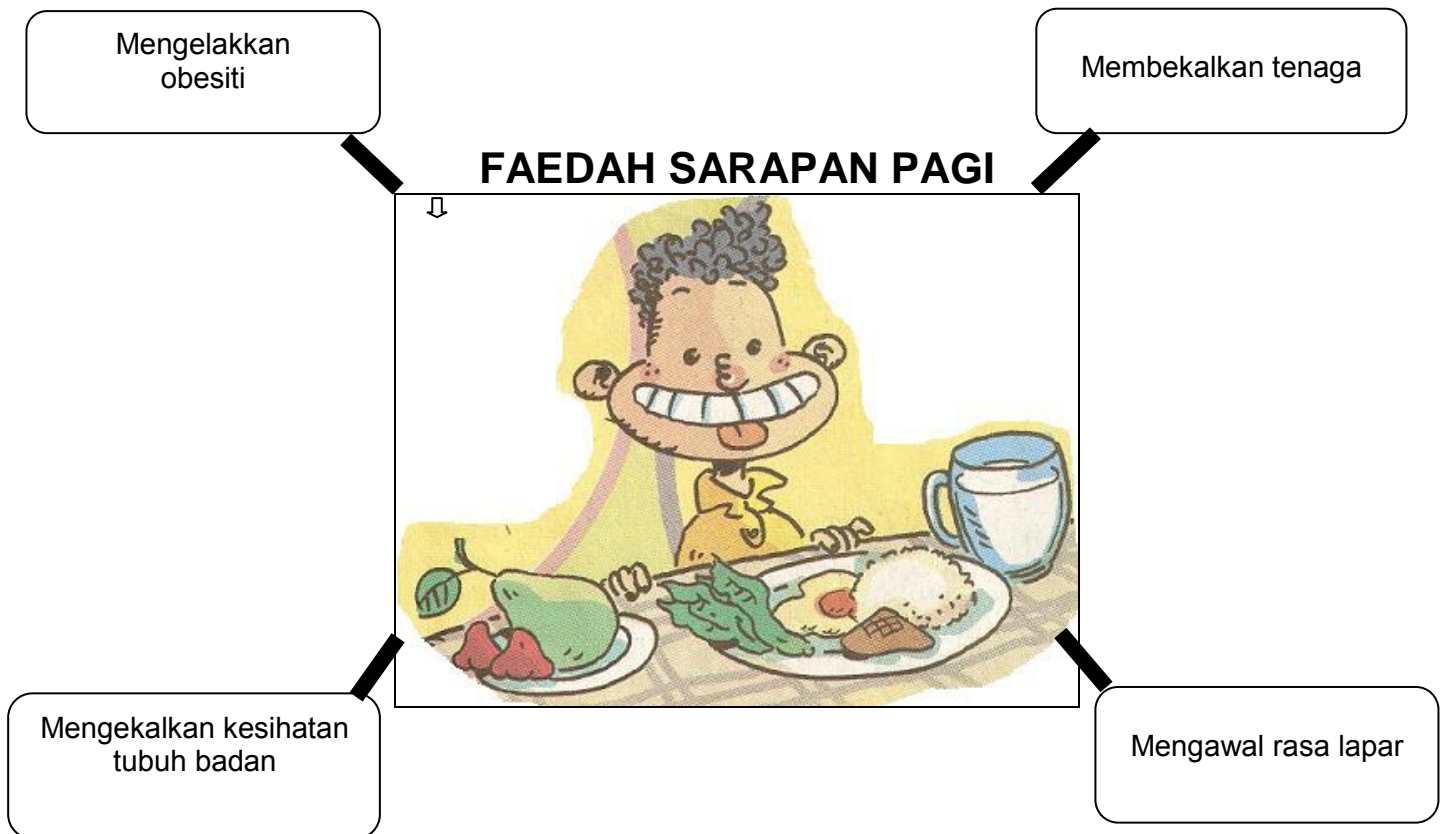 Mengelakkan
obesiti
Membekalkan tenaga
FAEDAH SARAPAN PAGI
Mengekalkan kesihatan
tubuh badan
Mengawal rasa lapar